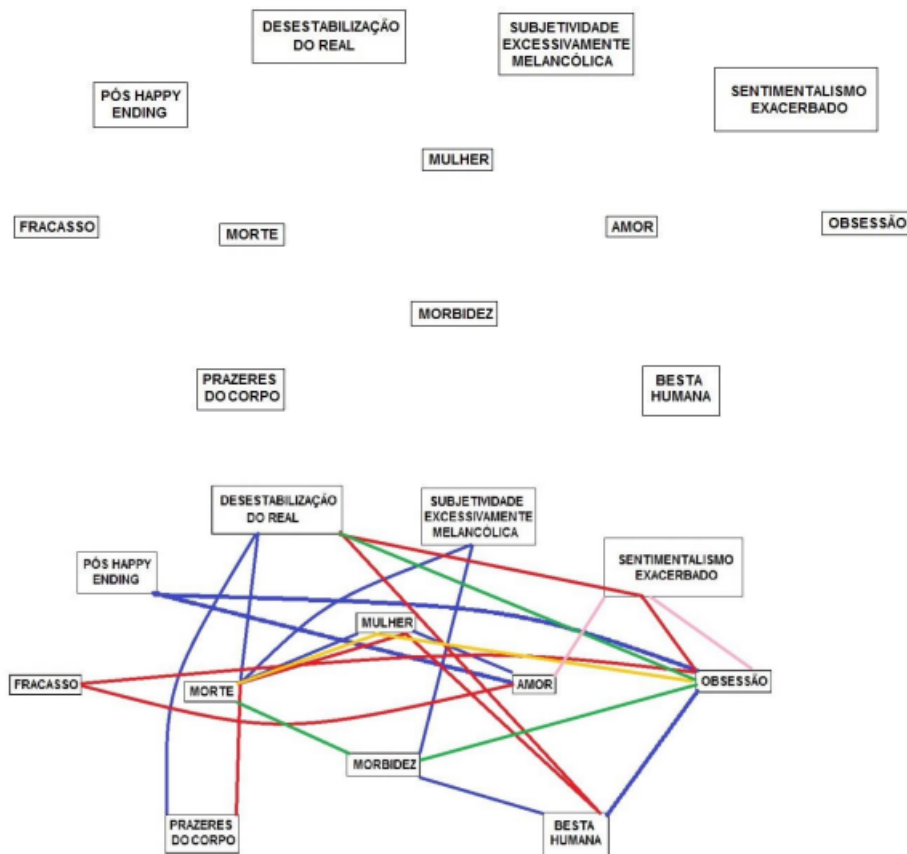 DESESTABILIZAÇÃO
DO REAL
SUBJETIVIDADE
EXCESSIVAMENTE
MELANCÓLICA
PÓS HAPPY
ENDING
SENTIMENTALISMO
EXACERBADO
MULHER
FRACASSO
MORTE
AMOR
OBSESSÃO
MORBIDEZ
PRAZERES
DO CORPO
BESTA
HUMANA
DESESTABILIZAÇÃO
DO REAL
SUBJETIVIDADE
EXCESSIVAMENTE
MELANCÓLICA
PÓS HAPPY
ENDING
SENTIMENTALISMO
EXACERBADO
MULHER
FRACASSO
MORTE
AMOR
OBSESSÃO
MORBIDEZ
PRAZERES
DO CORPO
BESTA
HUMANA